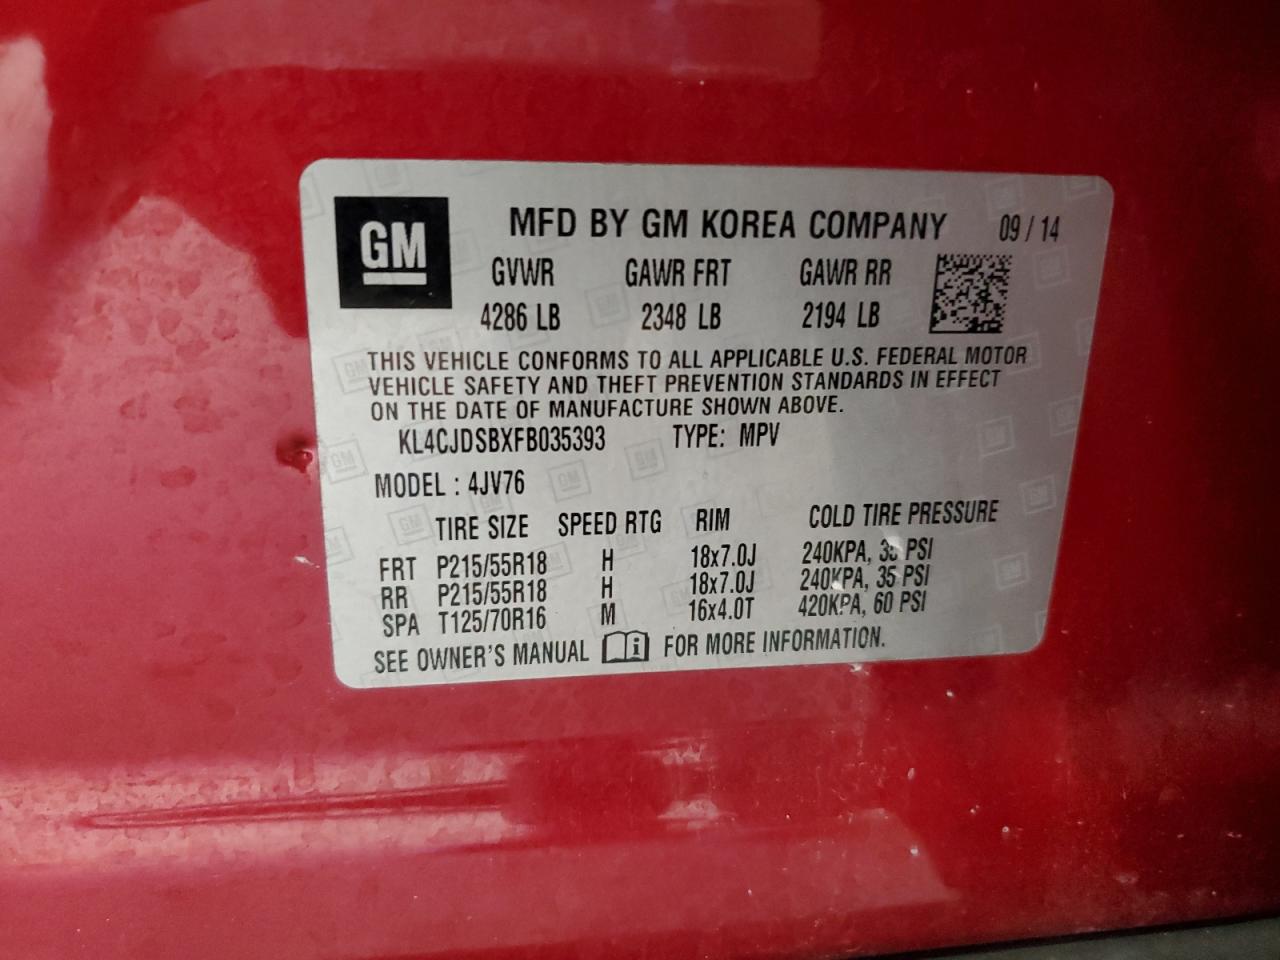 GM
MFD BY GM KOREA COMPANY 09 / 14
GVWR GAWR FRT GAWR RR
4286 LB 2348 LB 2194 LB
THIS VEHICLE CONFORMS TO ALL APPLICABLE U.S. FEDERAL MOTOR
VEHICLE SAFETY AND THEFT PREVENTION STANDARDS IN EFFECT
ON THE DATE OF MANUFACTURE SHOWN ABOVE.
KL4CJDSBXFB035393 TYPE: MPV
MODEL : 4JV76
TIRE SIZE SPEED RTG RIM COLD TIRE PRESSURE
FRT P215/55R18 H 18x7.0J 240KPA, 35 PSI
RR P215/55R18 H 18x7.0J 240KPA, 35 PSI
SPA T125/70R16 M 16x4.0T 420KPA, 60 PSI
SEE OWNER'S MANUAL FOR MORE INFORMATION.